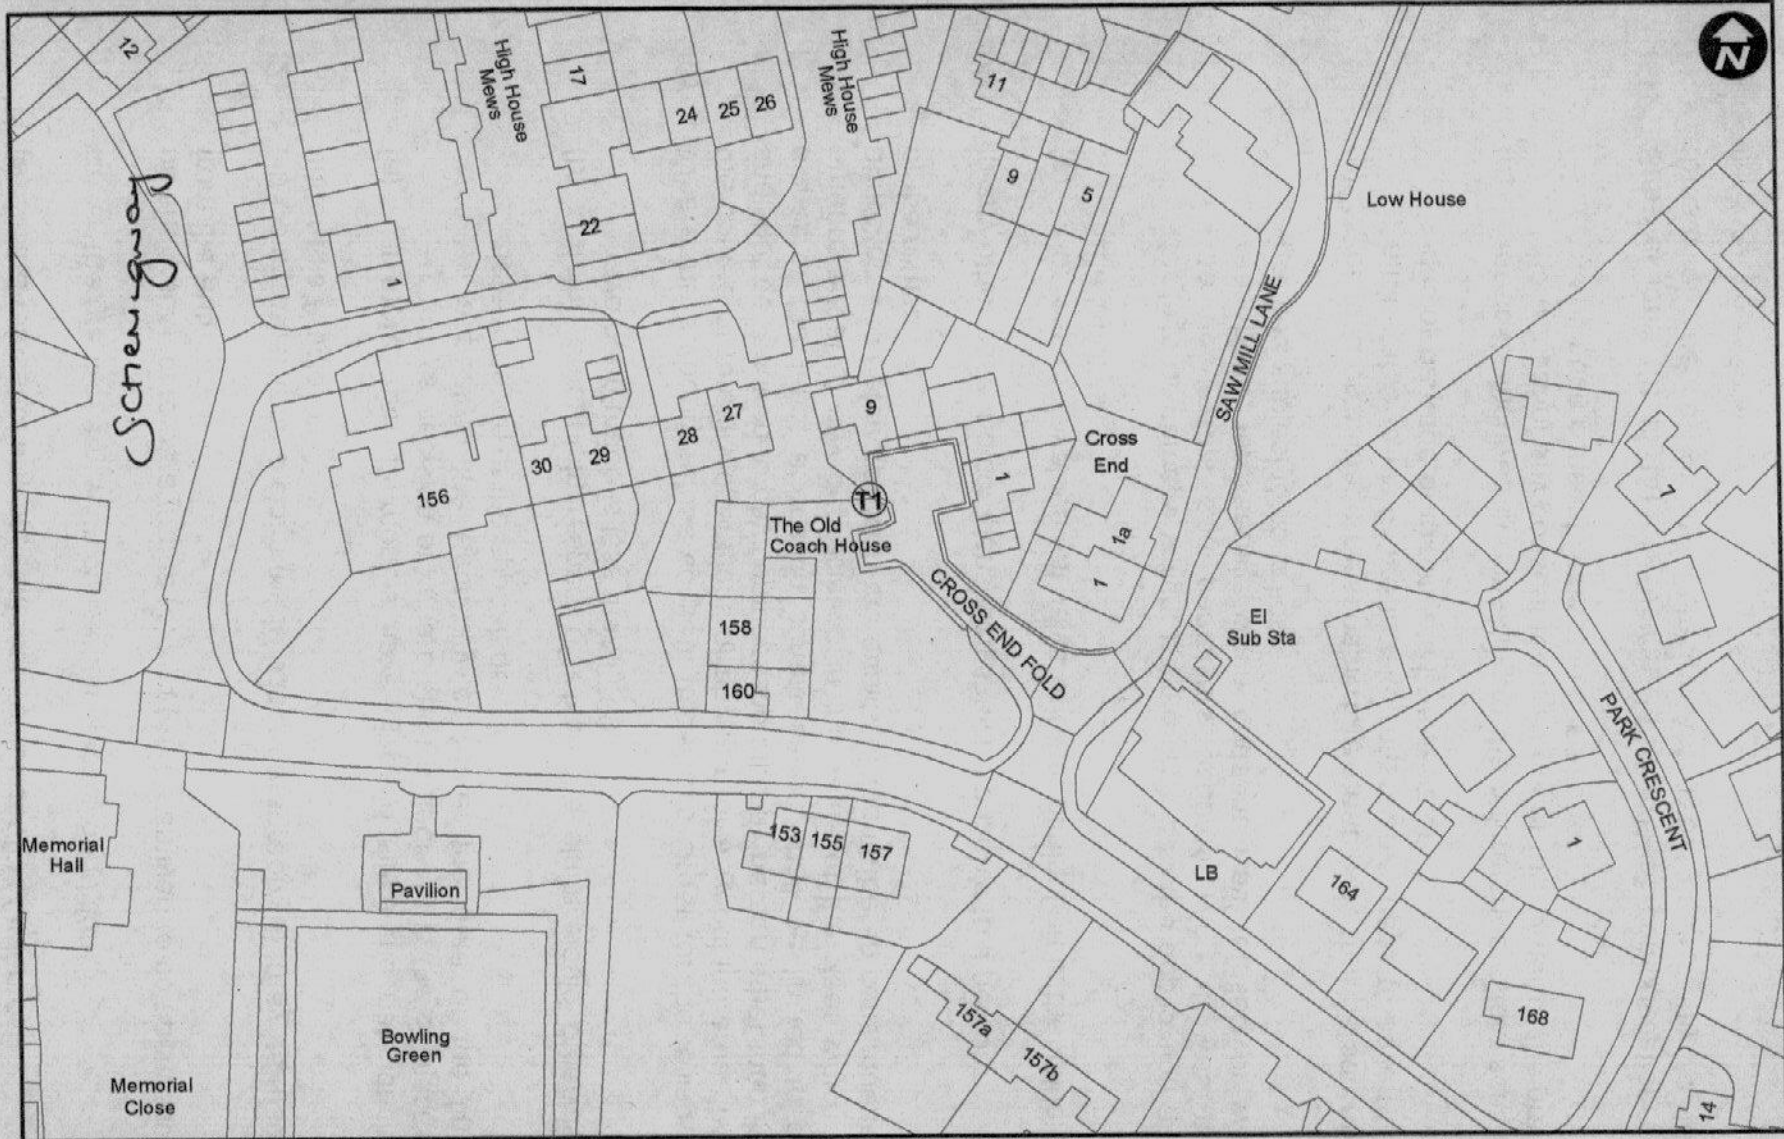 12
High House
Mews
17
24
25
26
High House
Mews
11
N
9
5
Low House
22
1
SAW MILL LANE
27
28
9
29
30
156
T1
The Old
Coach House
1
Cross
End
1a
1
7
CROSS END FOLD
El
Sub Sta
158
160
PARK CRESCENT
Memorial
Hall
153
155
157
1
LB
164
Pavilion
168
157a
157b
Bowling
Green
Memorial
Close
14